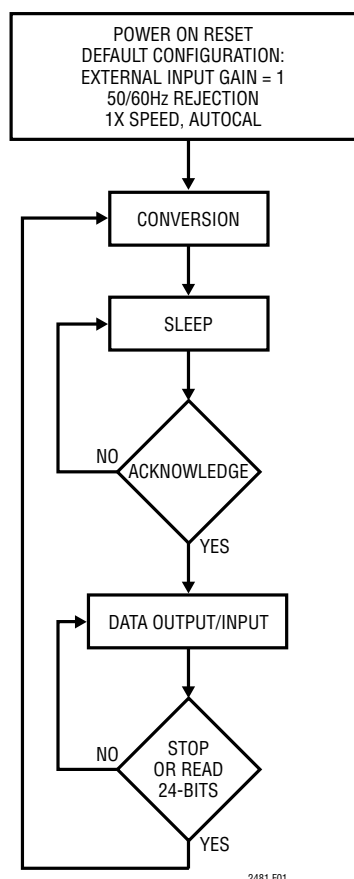 POWER ON RESET
DEFAULT CONFIGURATION:
EXTERNAL INPUT GAIN = 1
50/60Hz REJECTION
1X SPEED, AUTOCAL
CONVERSION
SLEEP
NO
ACKNOWLEDGE
YES
DATA OUTPUT/INPUT
NO
STOP
OR READ
24-BITS
YES
2481 F01